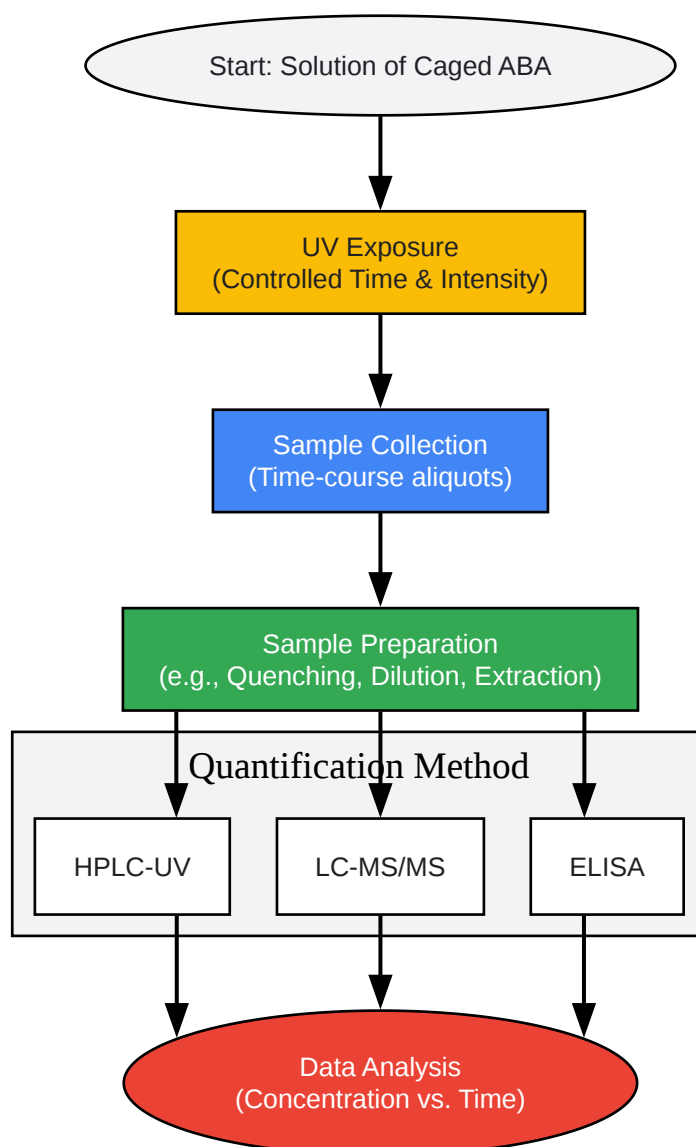 Start: Solution of Caged ABA
UV Exposure
(Controlled Time & Intensity)
Sample Collection
(Time-course aliquots)
Sample Preparation
(e.g., Quenching, Dilution, Extraction)
Quantification Method
HPLC-UV
LC-MS/MS
ELISA
Data Analysis
(Concentration vs. Time)